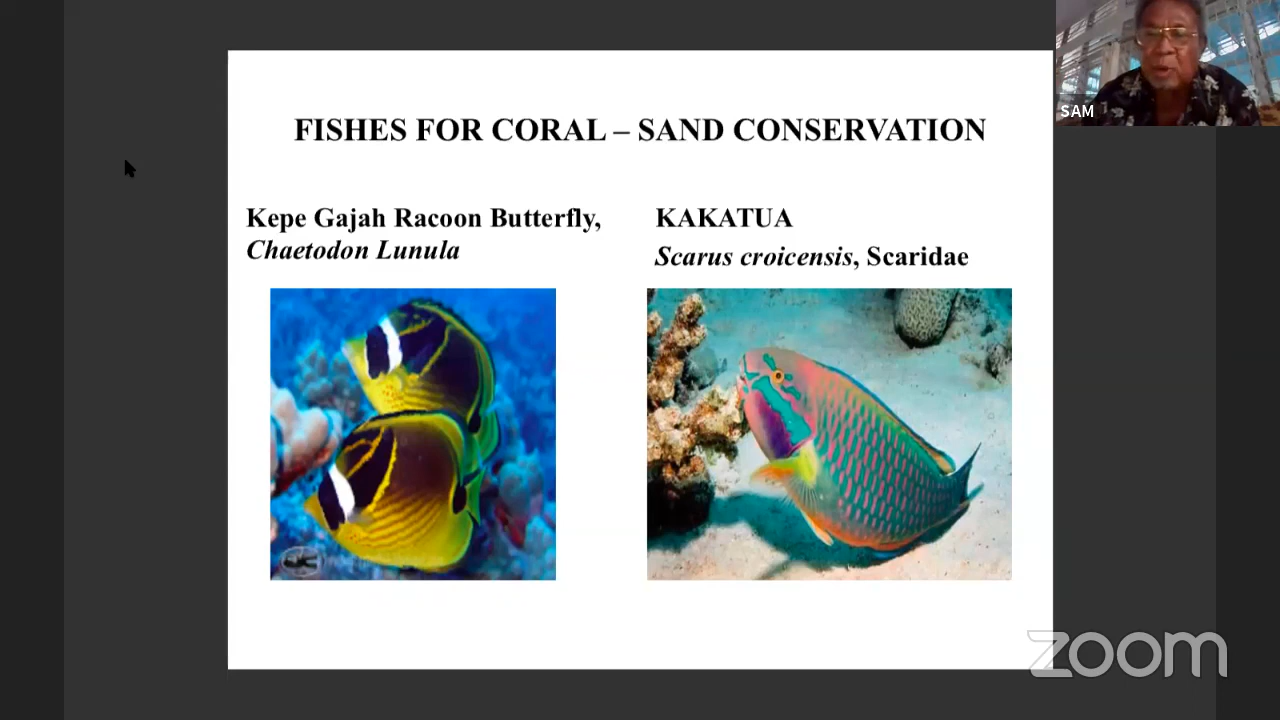 FISHES FOR CORAL – SAND CONSERVATION
Kepe Gajah Racoon Butterfly,
Chaetodon Lunula
KAKATUA
Scarus croicensis, Scaridae
SAM
zoom